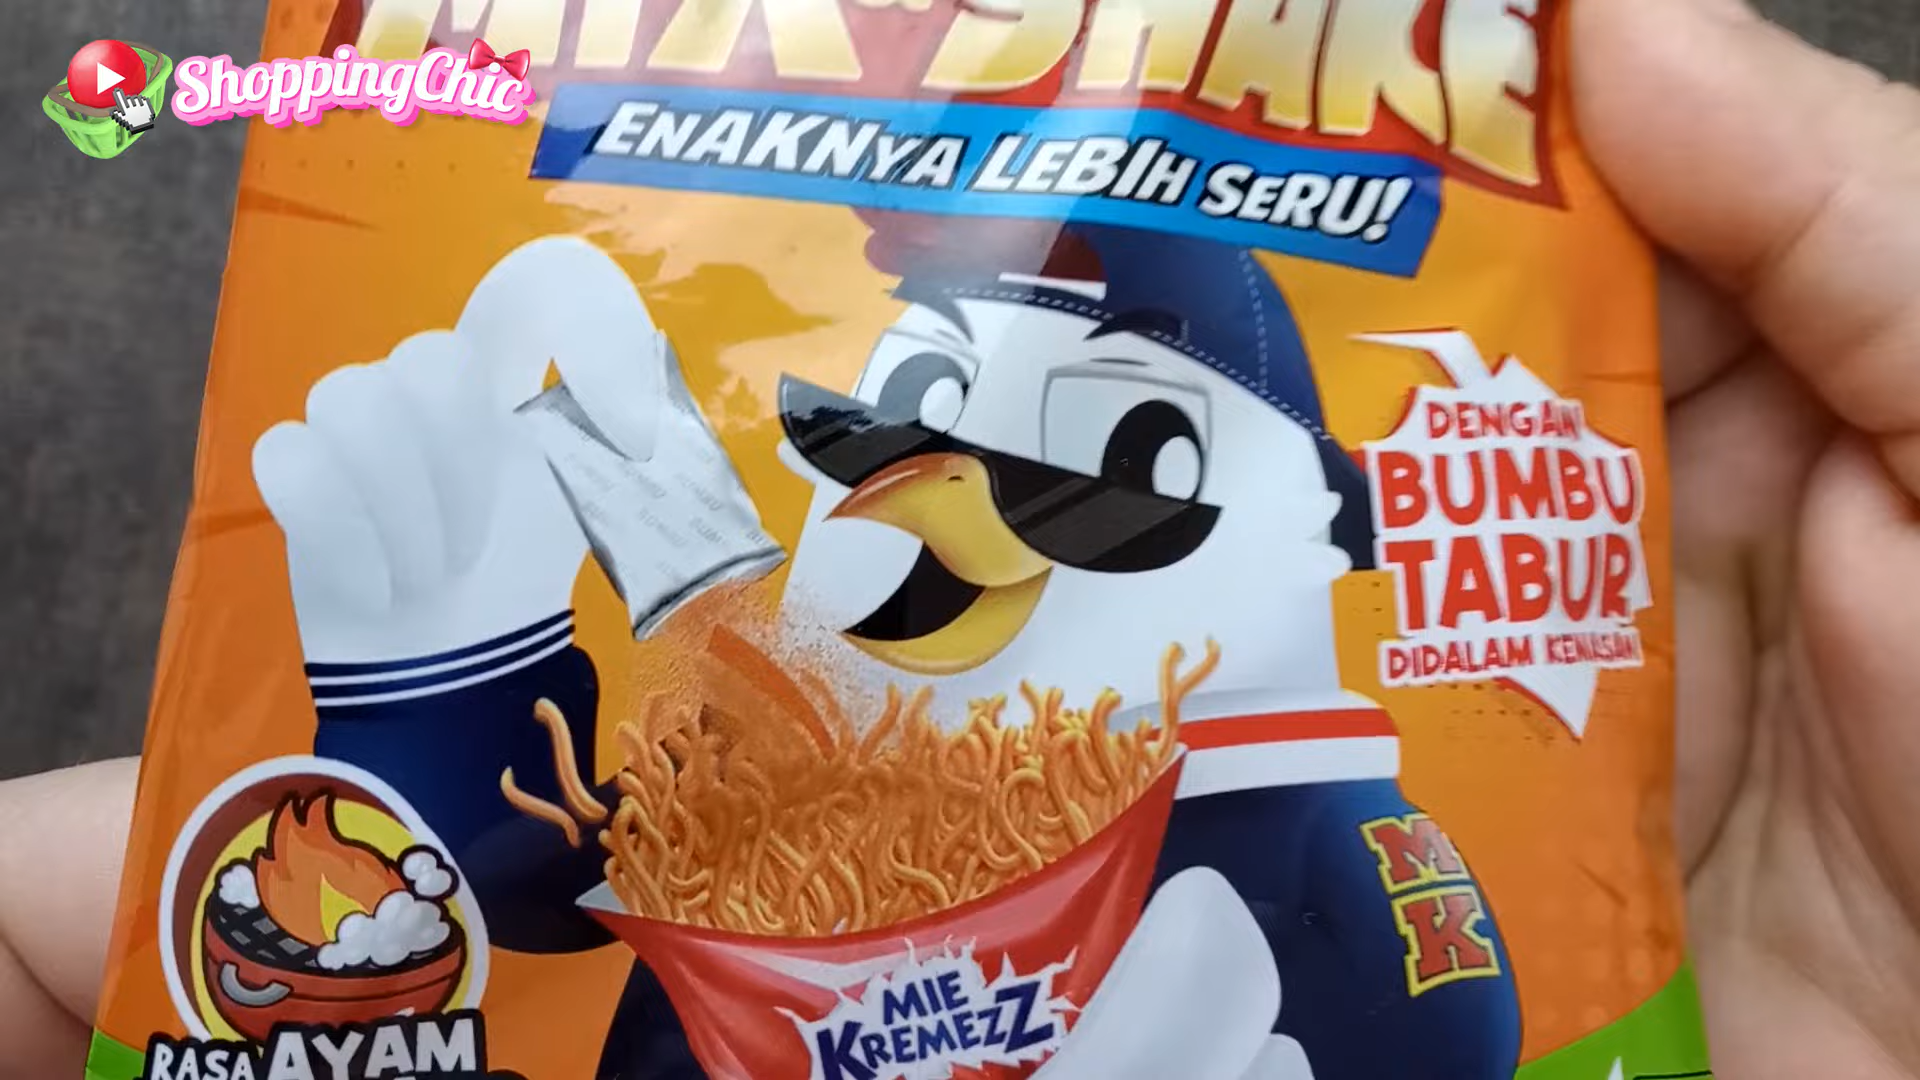 MIX & SHAKE
ShoppingChic
ENAKNYA LEBIH SERU!
DENGAN
BUMBU
TABUR
DIDALAM KEMASAN
MK
MIE
KREMEZZ
RASA AYAM